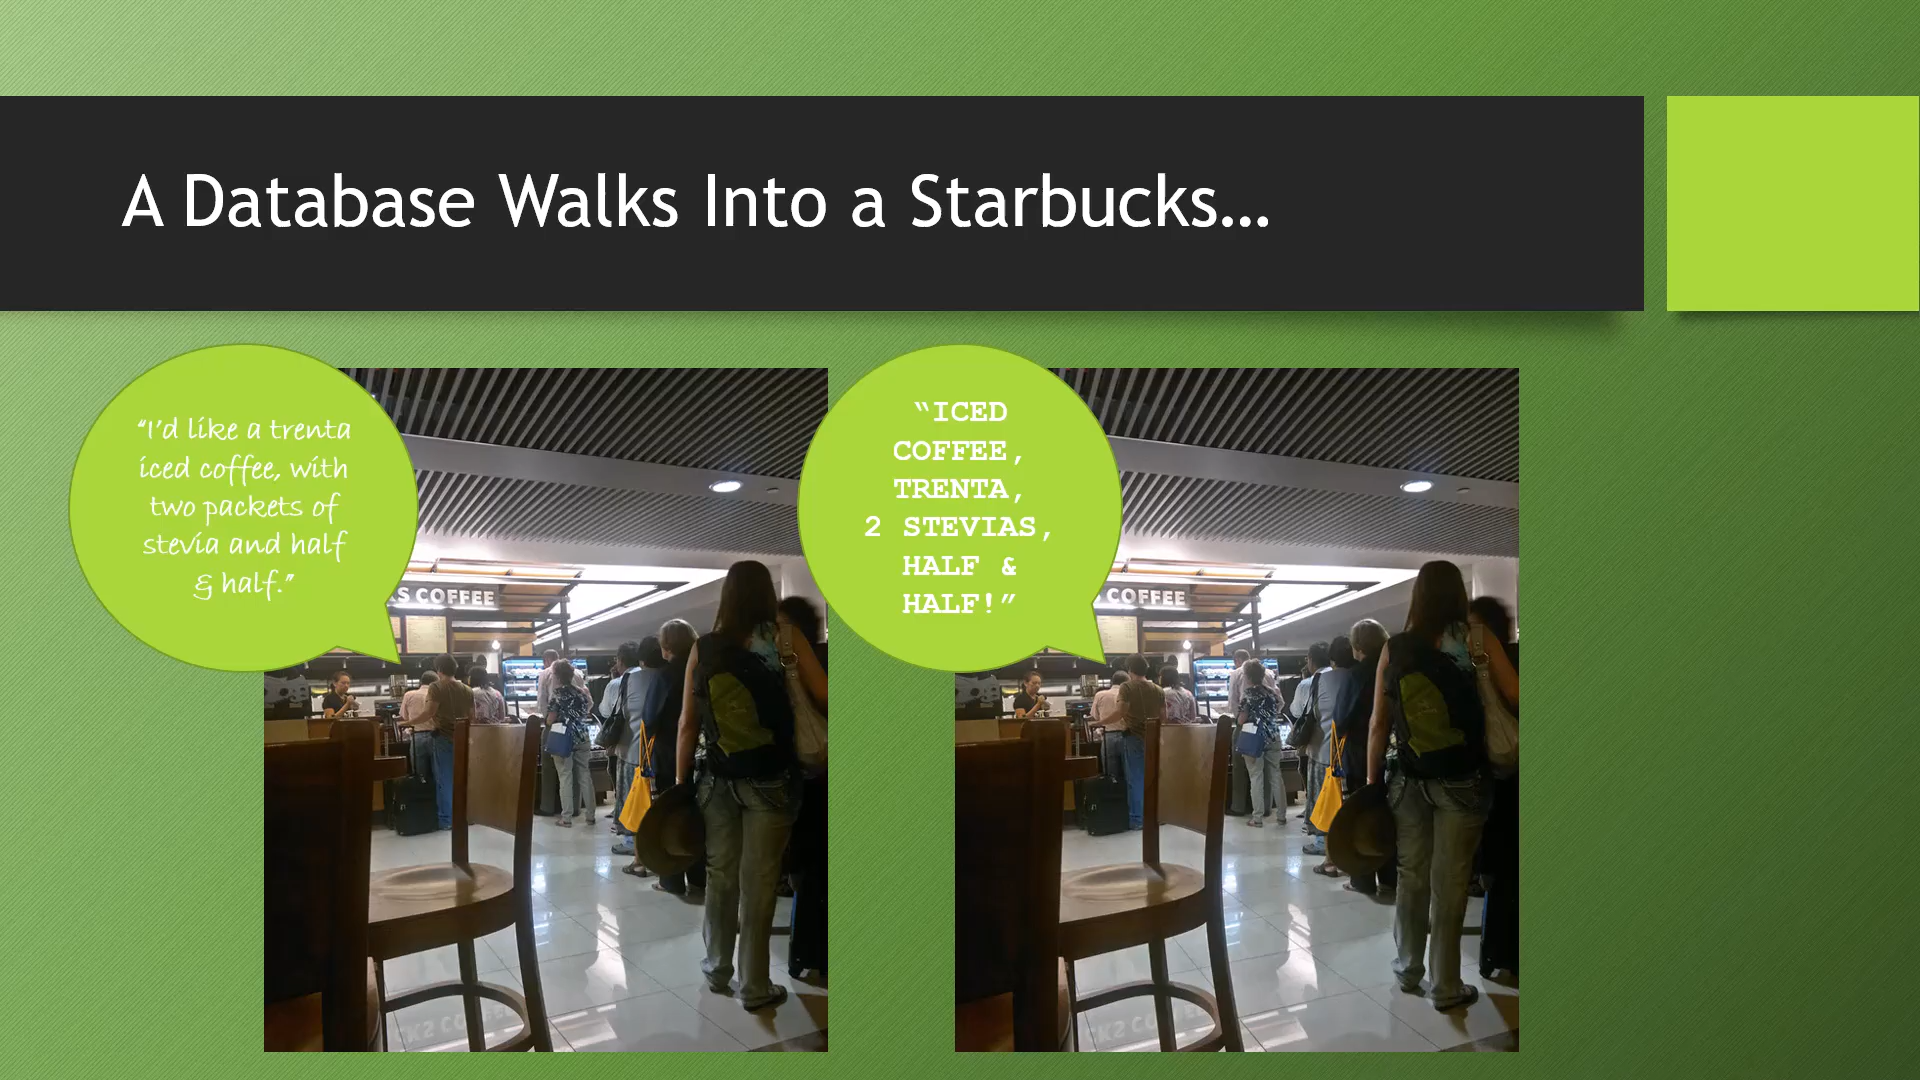 A Database Walks Into a Starbucks…
“I’d like a trenta
iced coffee, with
two packets of
stevia and half
& half.”
“ICED
COFFEE,
TRENTA,
2 STEVIAS,
HALF &
HALF!”
COFFEE
COFFEE